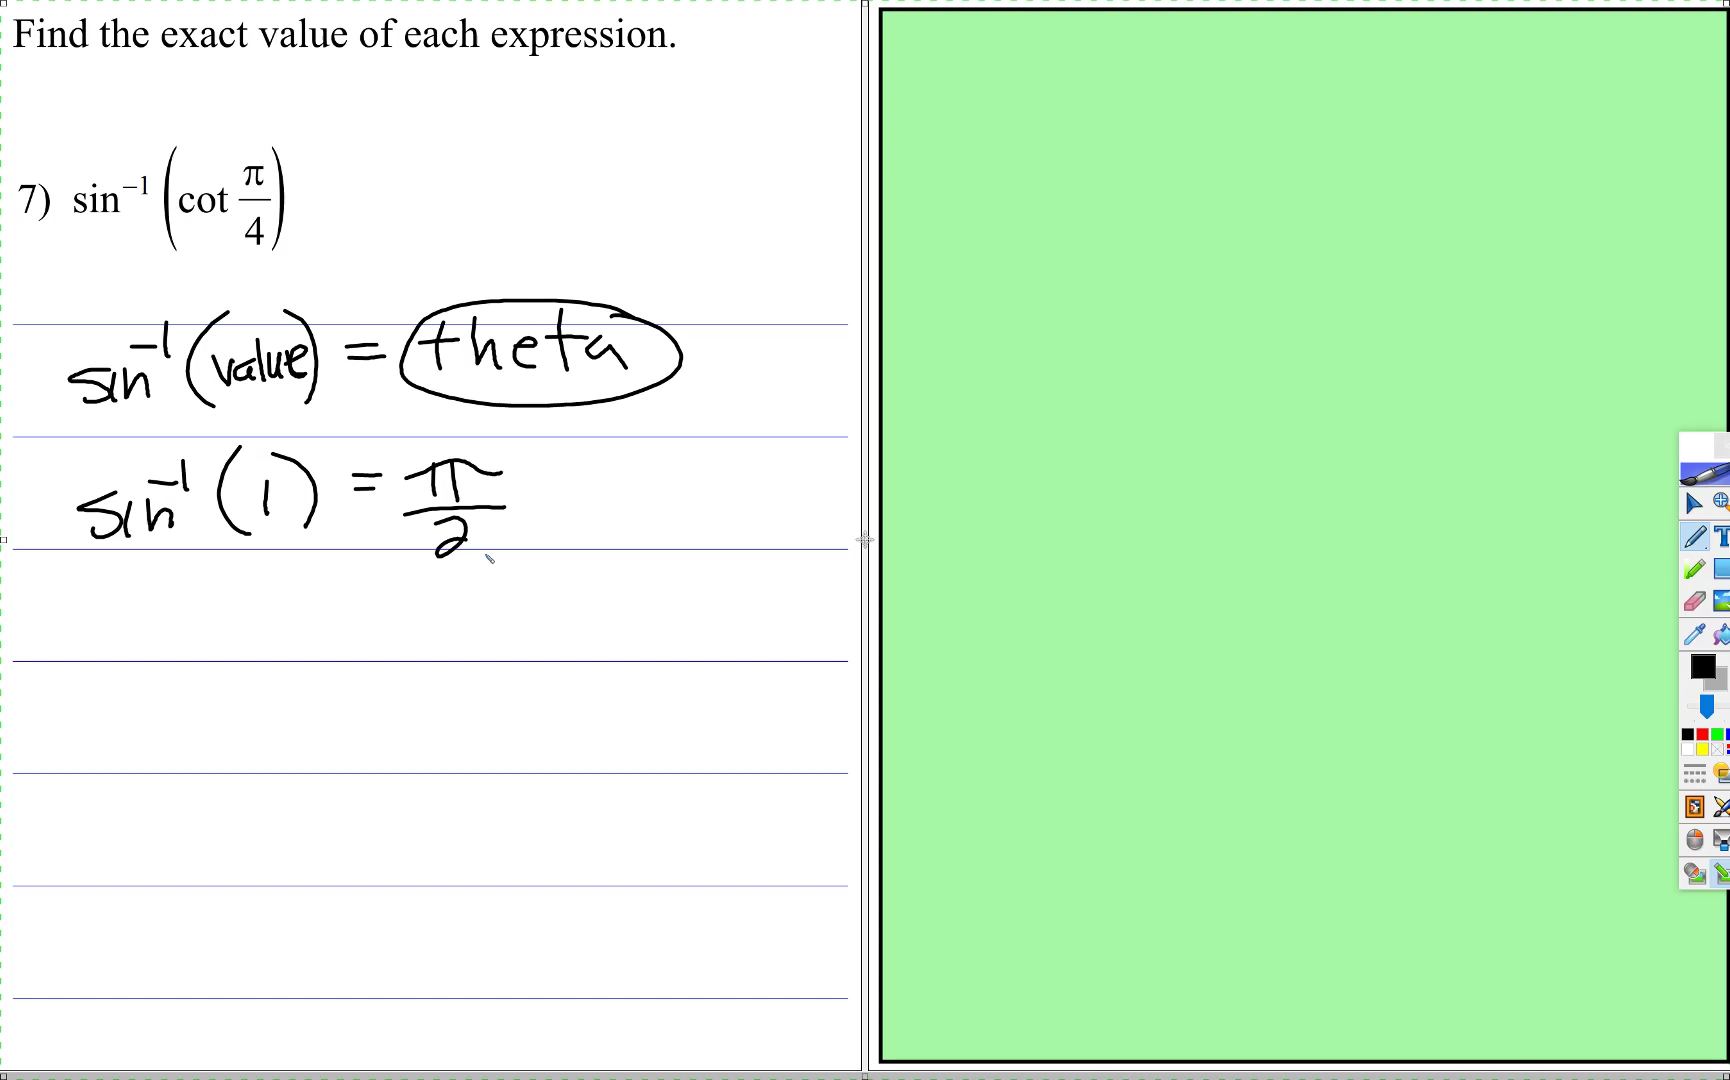 Find the exact value of each expression.
7) sin⁻¹ (cot π/4)
sin⁻¹ (value) = theta
sin⁻¹ (1) = π/2